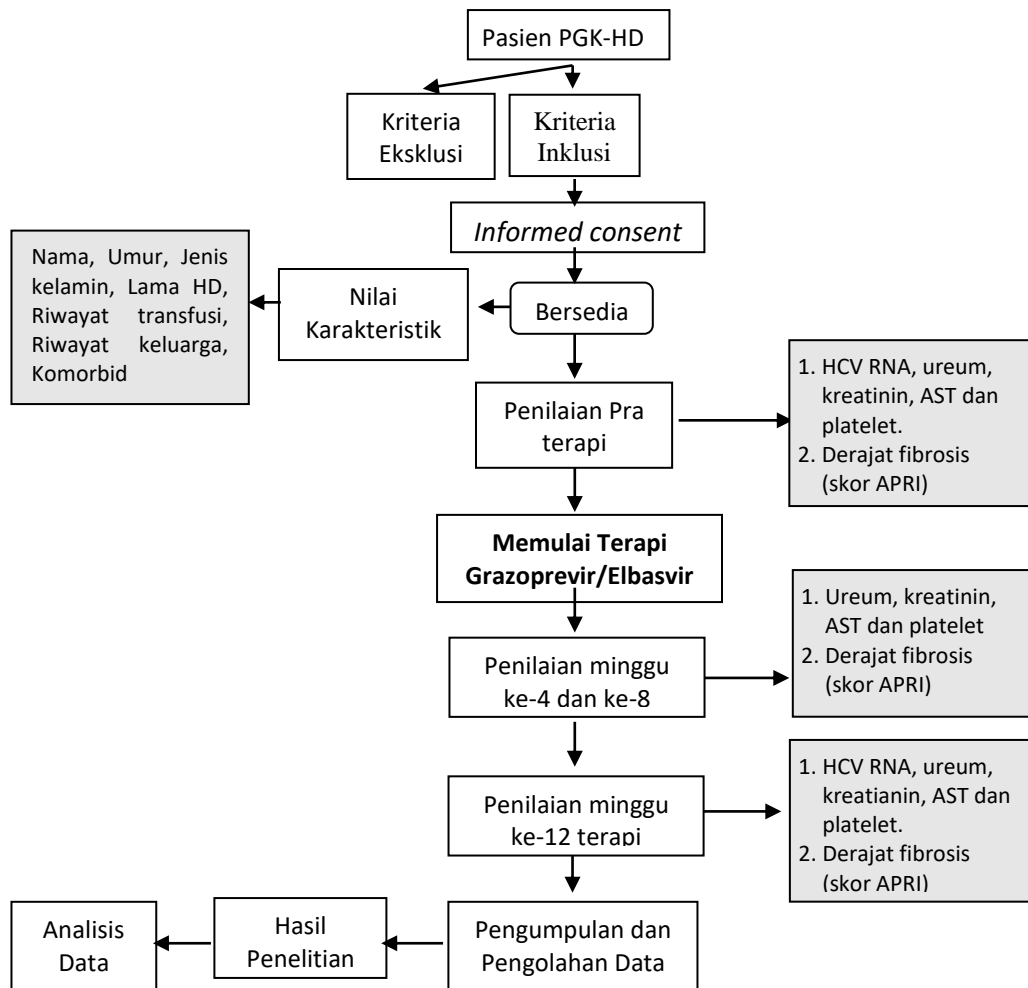 Pasien PGK-HD
Kriteria
Eksklusi
Kriteria
Inklusi
Informed consent
Nama, Umur, Jenis
kelamin, Lama HD,
Riwayat transfusi,
Riwayat keluarga,
Komorbid
Nilai
Karakteristik
Bersedia
Penilaian Pra
terapi
1. HCV RNA, ureum,
kreatinin, AST dan
platelet.
2. Derajat fibrosis
(skor APRI)
Memulai Terapi
Grazoprevir/Elbasvir
Penilaian minggu
ke-4 dan ke-8
1. Ureum, kreatinin,
AST dan platelet
2. Derajat fibrosis
(skor APRI)
Penilaian minggu
ke-12 terapi
1. HCV RNA, ureum,
kreatianin, AST dan
platelet.
2. Derajat fibrosis
(skor APRI)
Analisis
Data
Hasil
Penelitian
Pengumpulan dan
Pengolahan Data